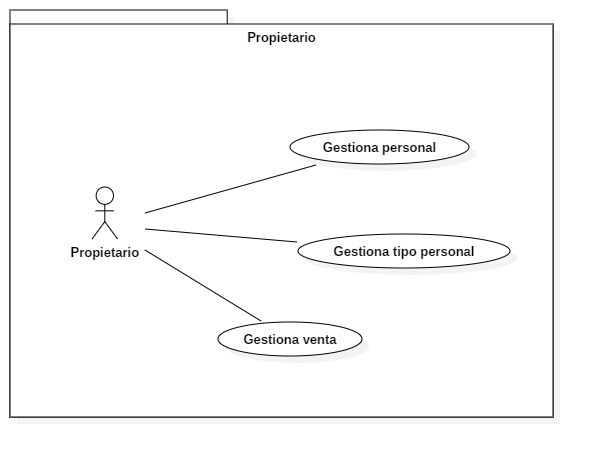 Propietario
Gestiona personal
Propietario
Gestiona tipo personal
Gestiona venta